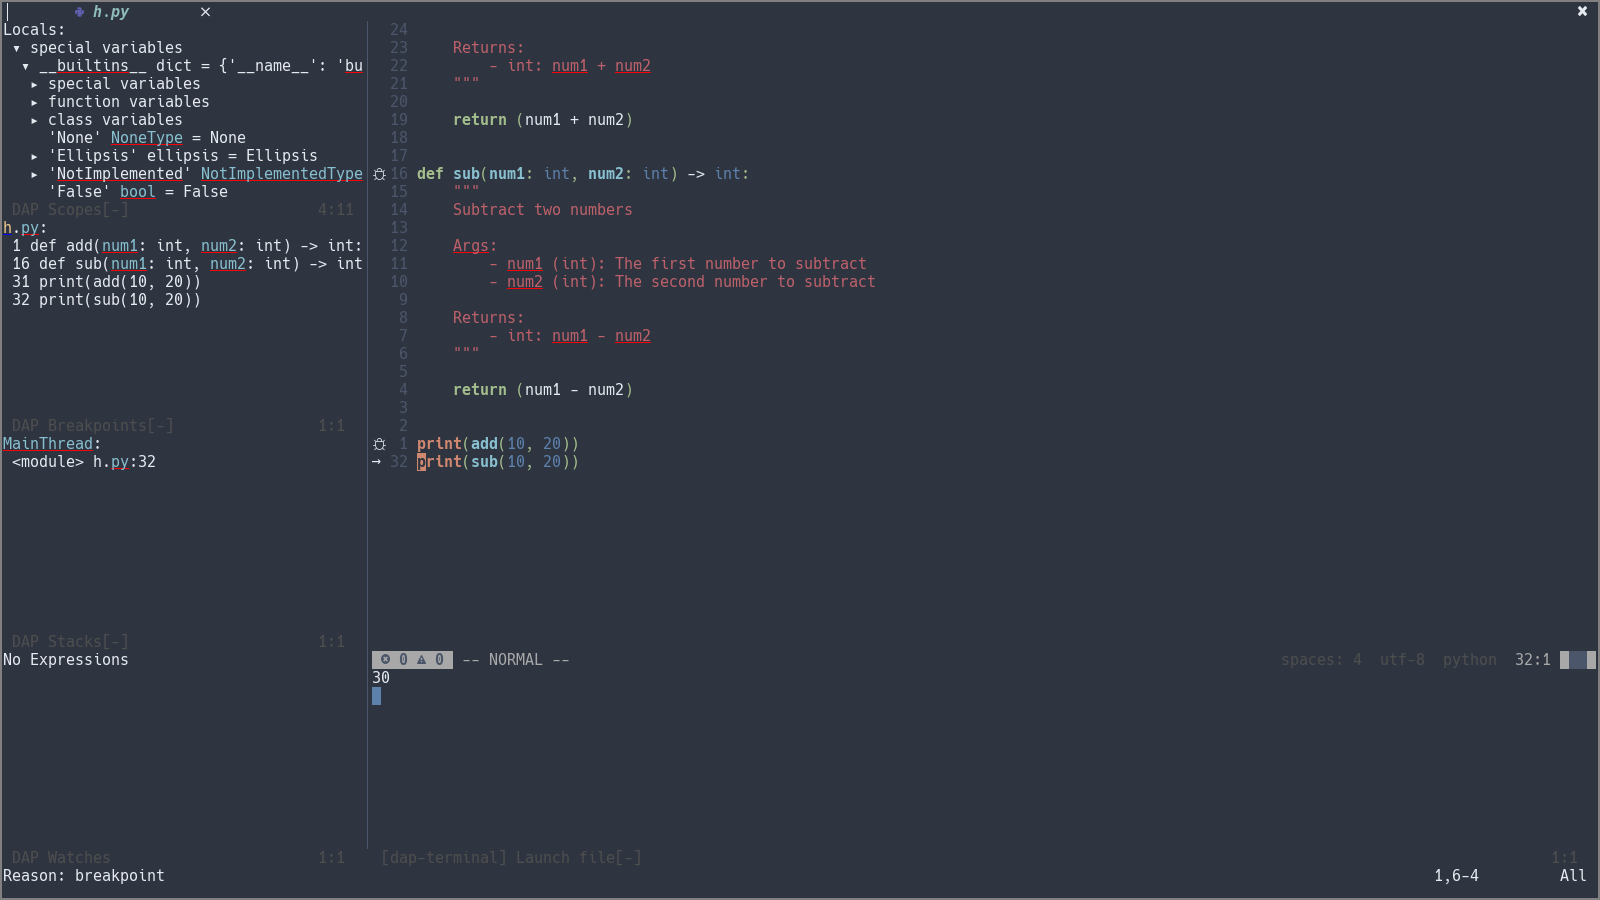 h.py ×
Locals:
▾ special variables
▾ __builtins__ dict = {'__name__': 'bu
▸ special variables
▸ function variables
▸ class variables
'None' NoneType = None
▸ 'Ellipsis' ellipsis = Ellipsis
▸ 'NotImplemented' NotImplementedType
'False' bool = False
DAP Scopes[-] 4:11
h.py:
1 def add(num1: int, num2: int) -> int:
16 def sub(num1: int, num2: int) -> int
31 print(add(10, 20))
32 print(sub(10, 20))
DAP Breakpoints[-] 1:1
MainThread:
<module> h.py:32
DAP Stacks[-] 1:1
No Expressions
DAP Watches 1:1
24
23 Returns:
22 - int: num1 + num2
21 """
20
19 return (num1 + num2)
18
17
16 def sub(num1: int, num2: int) -> int:
15 """
14 Subtract two numbers
13
12 Args:
11 - num1 (int): The first number to subtract
10 - num2 (int): The second number to subtract
9
8 Returns:
7 - int: num1 - num2
6 """
5
4 return (num1 - num2)
3
2
1 print(add(10, 20))
→ 32 print(sub(10, 20))
0 0 -- NORMAL -- spaces: 4 utf-8 python 32:1
30
[dap-terminal] Launch file[-] 1:1
Reason: breakpoint 1,6-4 All